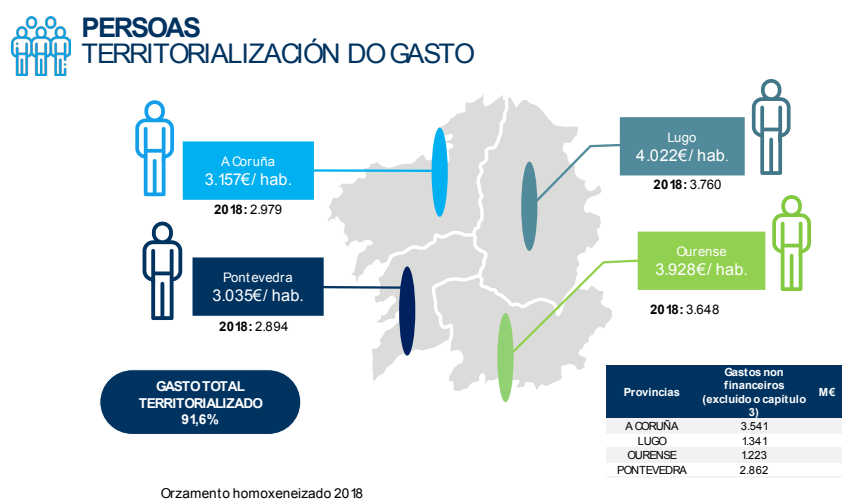 PERSOAS
TERRITORIALIZACIÓN DO GASTO
A Coruña
3.157€/ hab.
2018: 2.979
Lugo
4.022€/ hab.
2018: 3.760
Pontevedra
3.035€/ hab.
2018: 2.894
Ourense
3.928€/ hab.
2018: 3.648
GASTO TOTAL
TERRITORIALIZADO
91,6%
Provincias
Gastos non
financeiros
(excluído o capítulo
3)
M€
A CORUÑA 3.541
LUGO 1.341
OURENSE 1.223
PONTEVEDRA 2.862
Orzamento homoxeneizado 2018